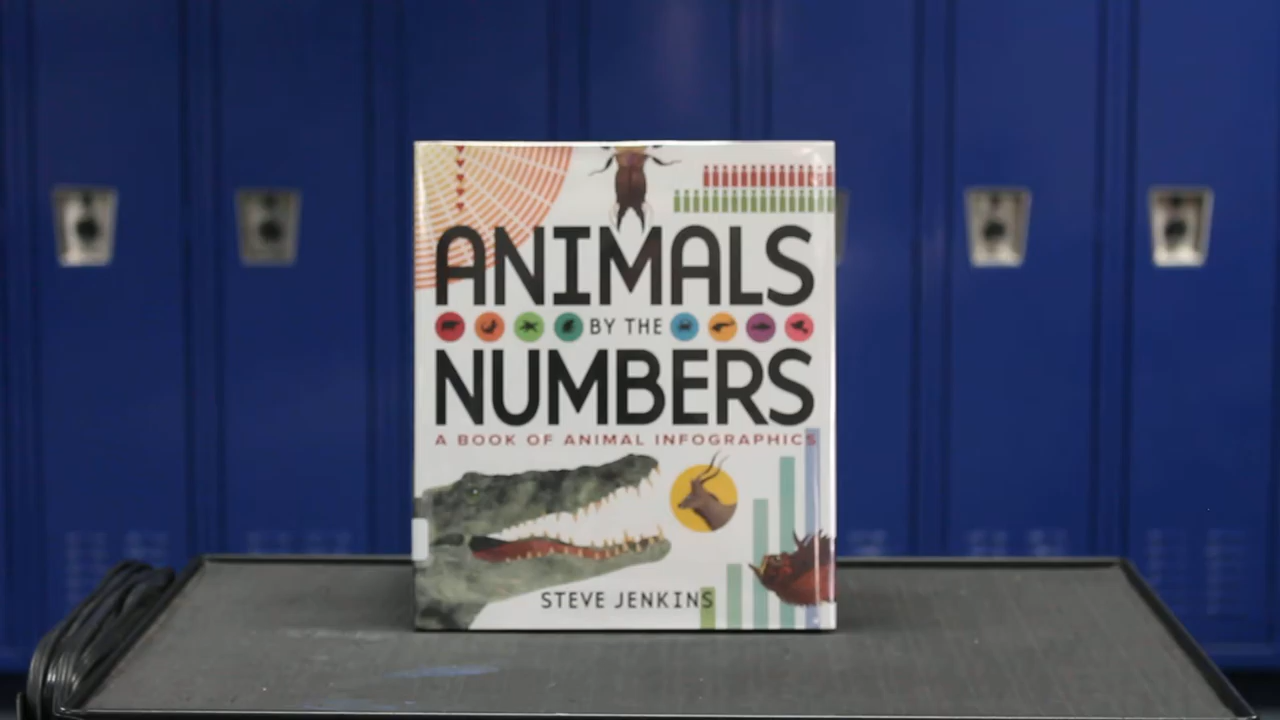 ANIMALS
BY THE
NUMBERS
A BOOK OF ANIMAL INFOGRAPHICS
STEVE JENKINS